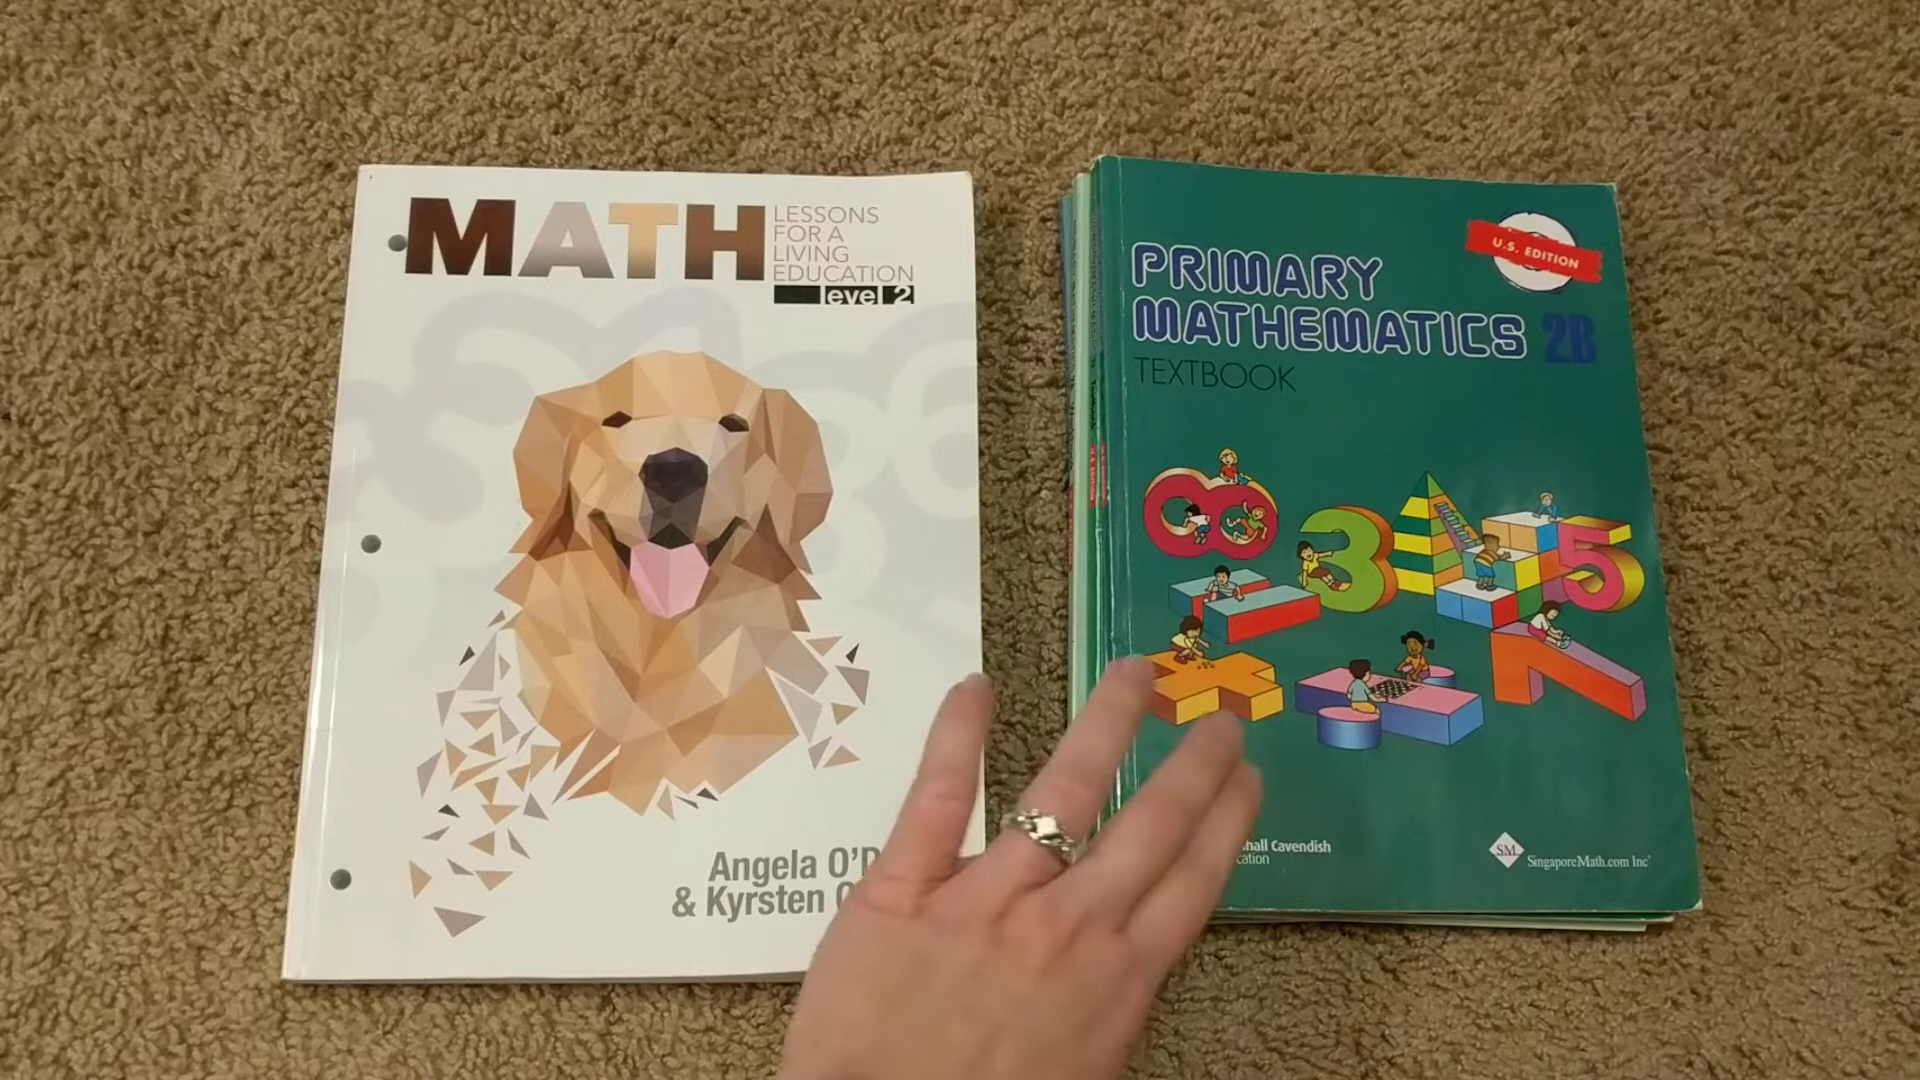 MATH
LESSONS
FOR A
LIVING
EDUCATION
level 2
Angela O'
& Kyrsten
U.S. EDITION
PRIMARY
MATHEMATICS 2B
TEXTBOOK
hall Cavendish
cation
SM
SingaporeMath.com Inc